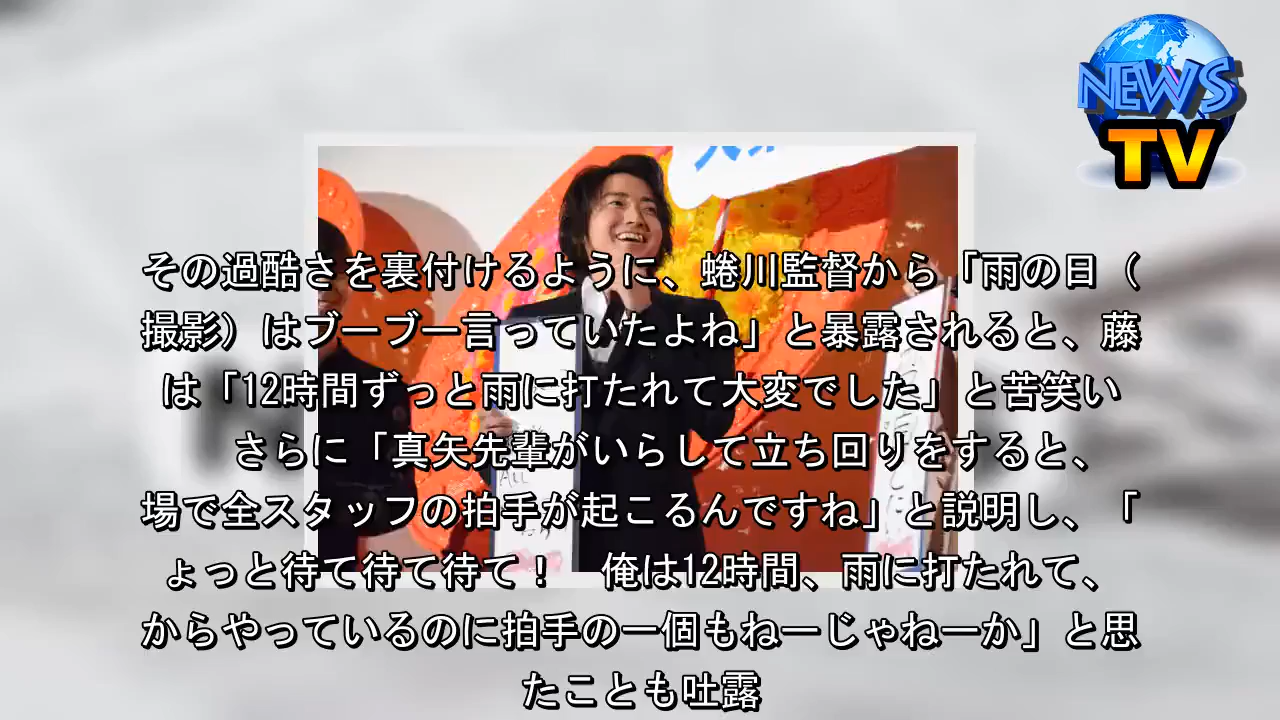 NEWS
TV
その過酷さを裏付けるように、蜷川監督から「雨の日（
撮影）はブーブー言っていたよね」と暴露されると、藤
は「12時間ずっと雨に打たれて大変でした」と苦笑い
さらに「真矢先輩がいらして立ち回りをすると、
場で全スタッフの拍手が起こるんですね」と説明し、「
ょっと待て待て待て！　俺は12時間、雨に打たれて、
からやっているのに拍手の一個もねーじゃねーか」と思
たことも吐露
ALL